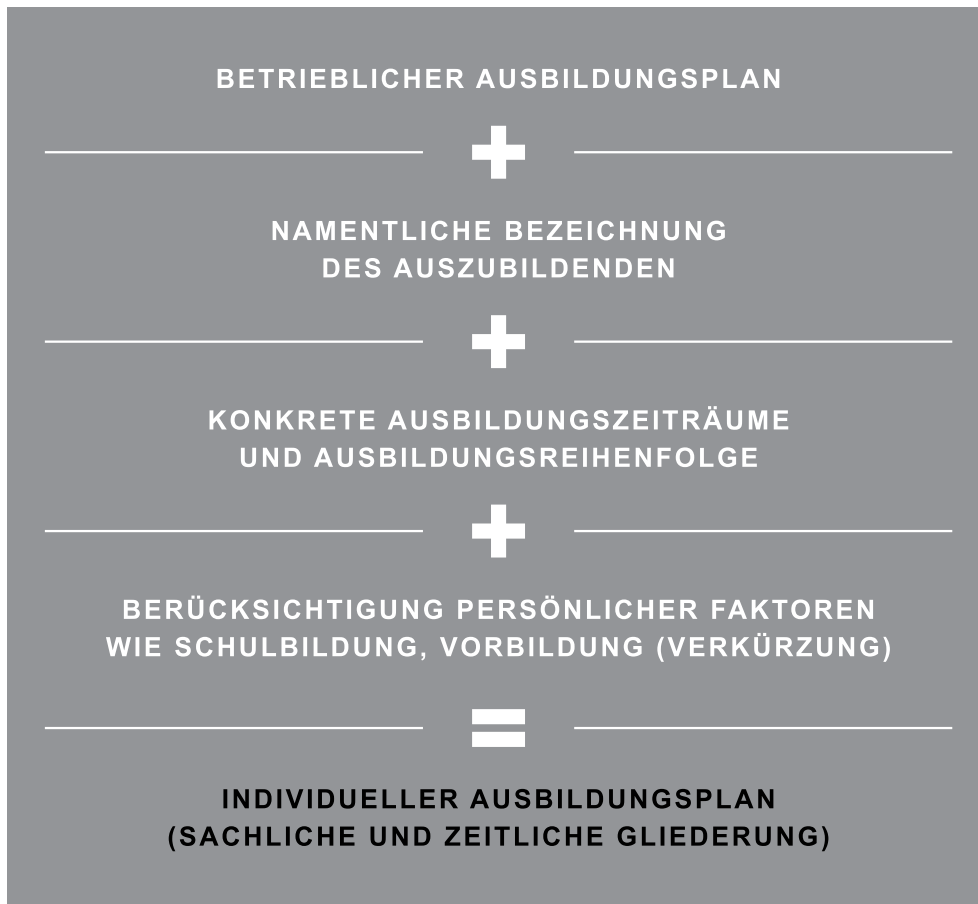 BETRIEBLICHER AUSBILDUNGSPLAN
+
NAMENTLICHE BEZEICHNUNG
DES AUSZUBILDENDEN
+
KONKRETE AUSBILDUNGSZEITRÄUME
UND AUSBILDUNGSREIHENFOLGE
+
BERÜCKSICHTIGUNG PERSÖNLICHER FAKTOREN
WIE SCHULBILDUNG, VORBILDUNG (VERKÜRZUNG)
=
INDIVIDUELLER AUSBILDUNGSPLAN
(SACHLICHE UND ZEITLICHE GLIEDERUNG)